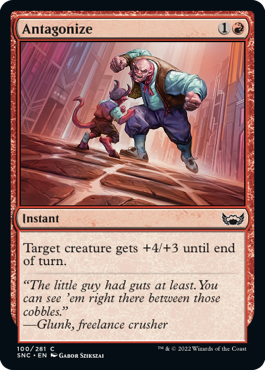 Antagonize 1
Instant
Target creature gets +4/+3 until end
of turn.
“The little guy had guts at least. You
can see ’em right there between those
cobbles.”
—Glunk, freelance crusher
100/281 C
SNC • EN GABOR SZIKSZAI
™ & © 2022 Wizards of the Coast